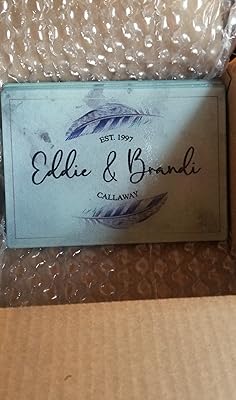 EST. 1997
Eddie & Brandi
CALLAWAY